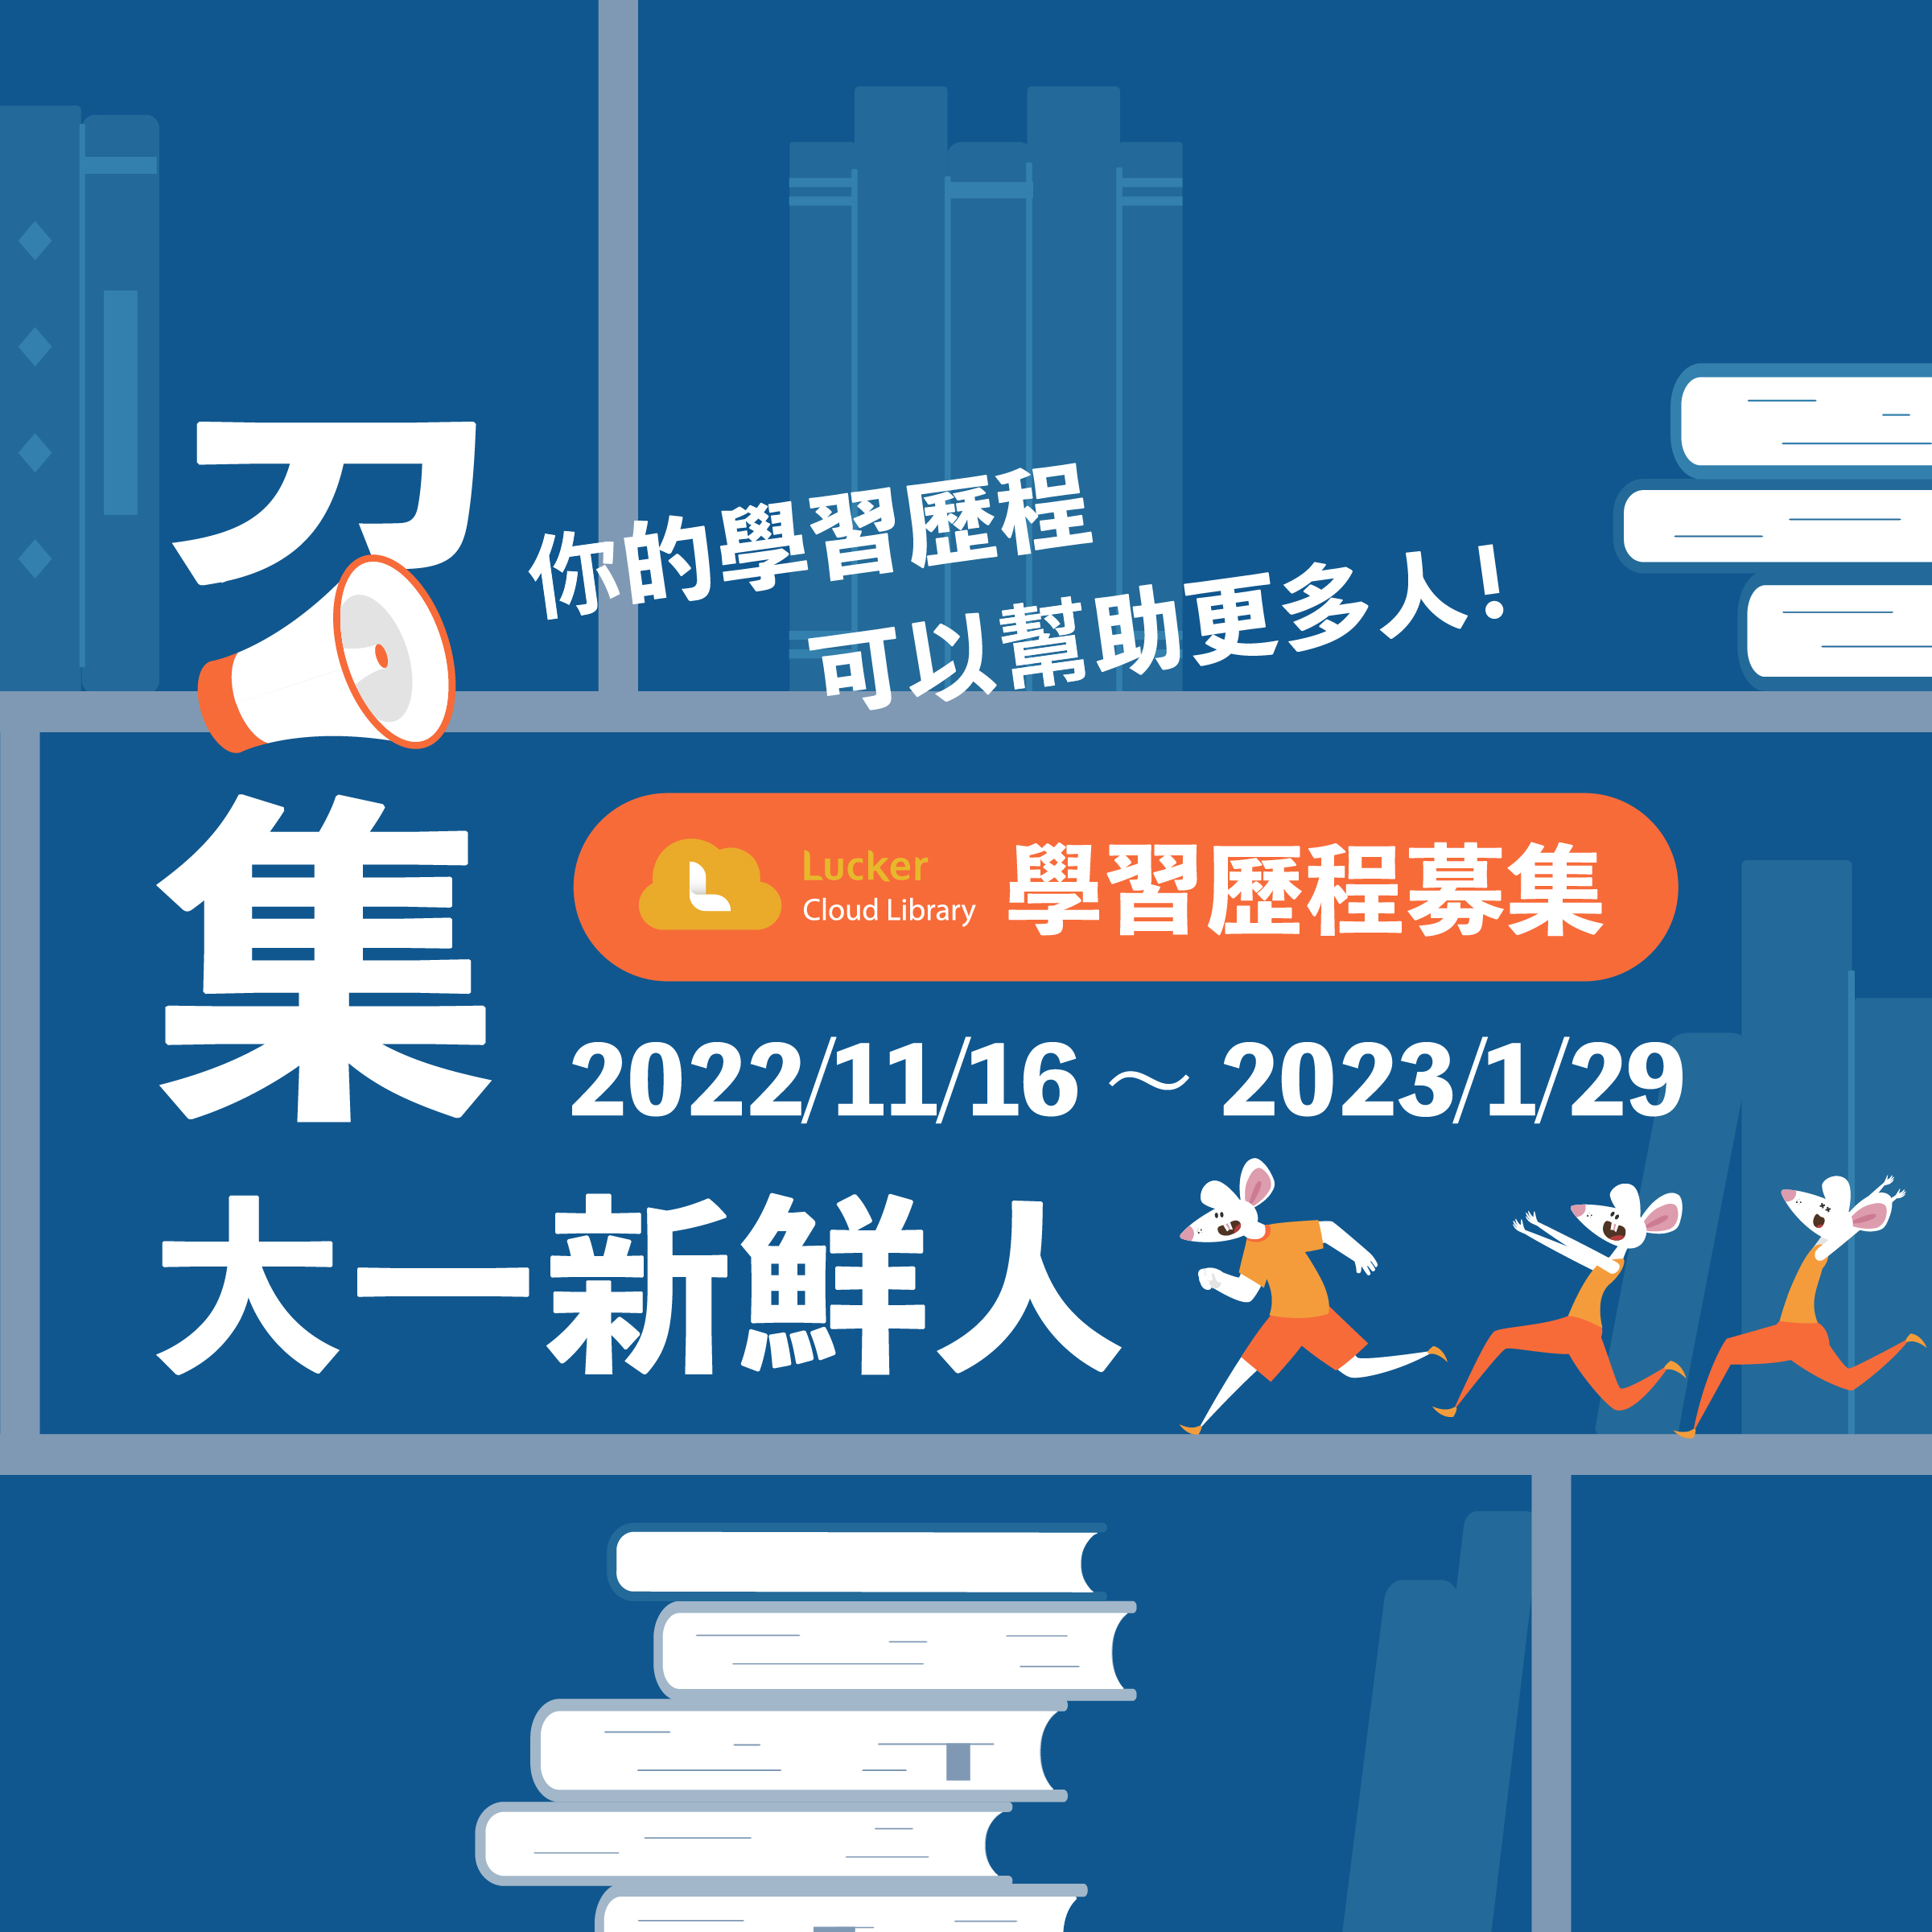 召集
你的學習歷程
可以幫助更多人!
Lucker
Cloud Library
學習歷程募集
2022/11/16 ~ 2023/1/29
大一新鮮人